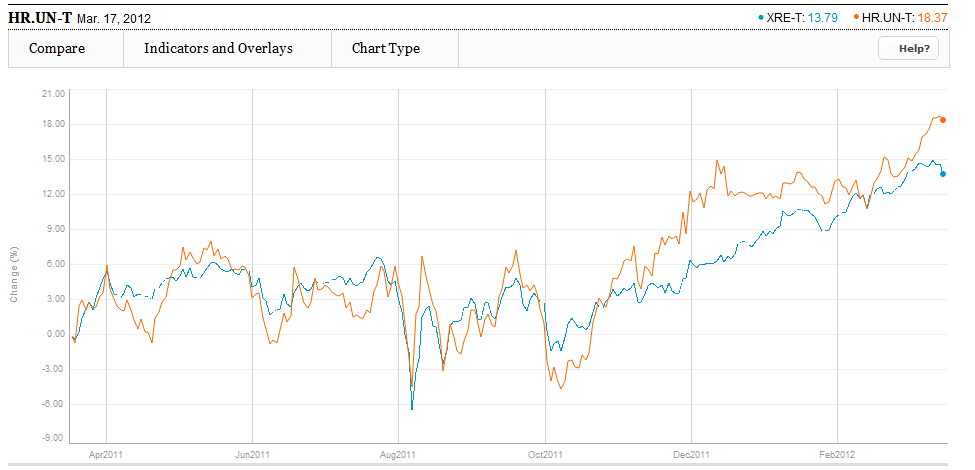 HR.UN-T Mar. 17, 2012 XRE-T: 13.79 HR.UN-T: 18.37
Compare Indicators and Overlays Chart Type Help?
21.00
18.00
15.00
12.00
9.00
6.00
3.00
0.00
-3.00
-6.00
-9.00
Change (%)
Apr2011 Jun2011 Aug2011 Oct2011 Dec2011 Feb2012